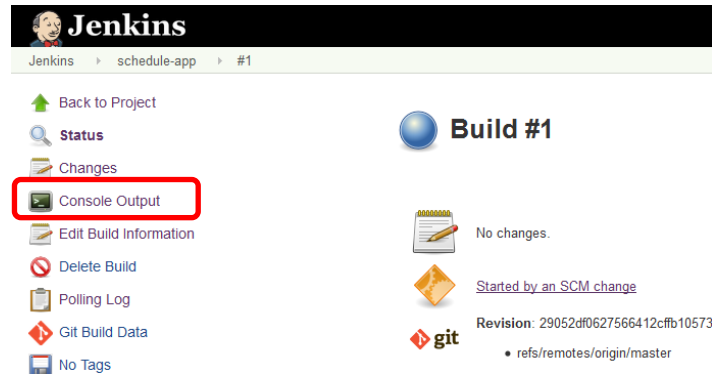 Jenkins
Jenkins schedule-app #1
Back to Project
Status
Changes
Console Output
Edit Build Information
Delete Build
Polling Log
Git Build Data
No Tags
Build #1
No changes.
Started by an SCM change
git
Revision: 29052df0627566412cffb10573
• refs/remotes/origin/master